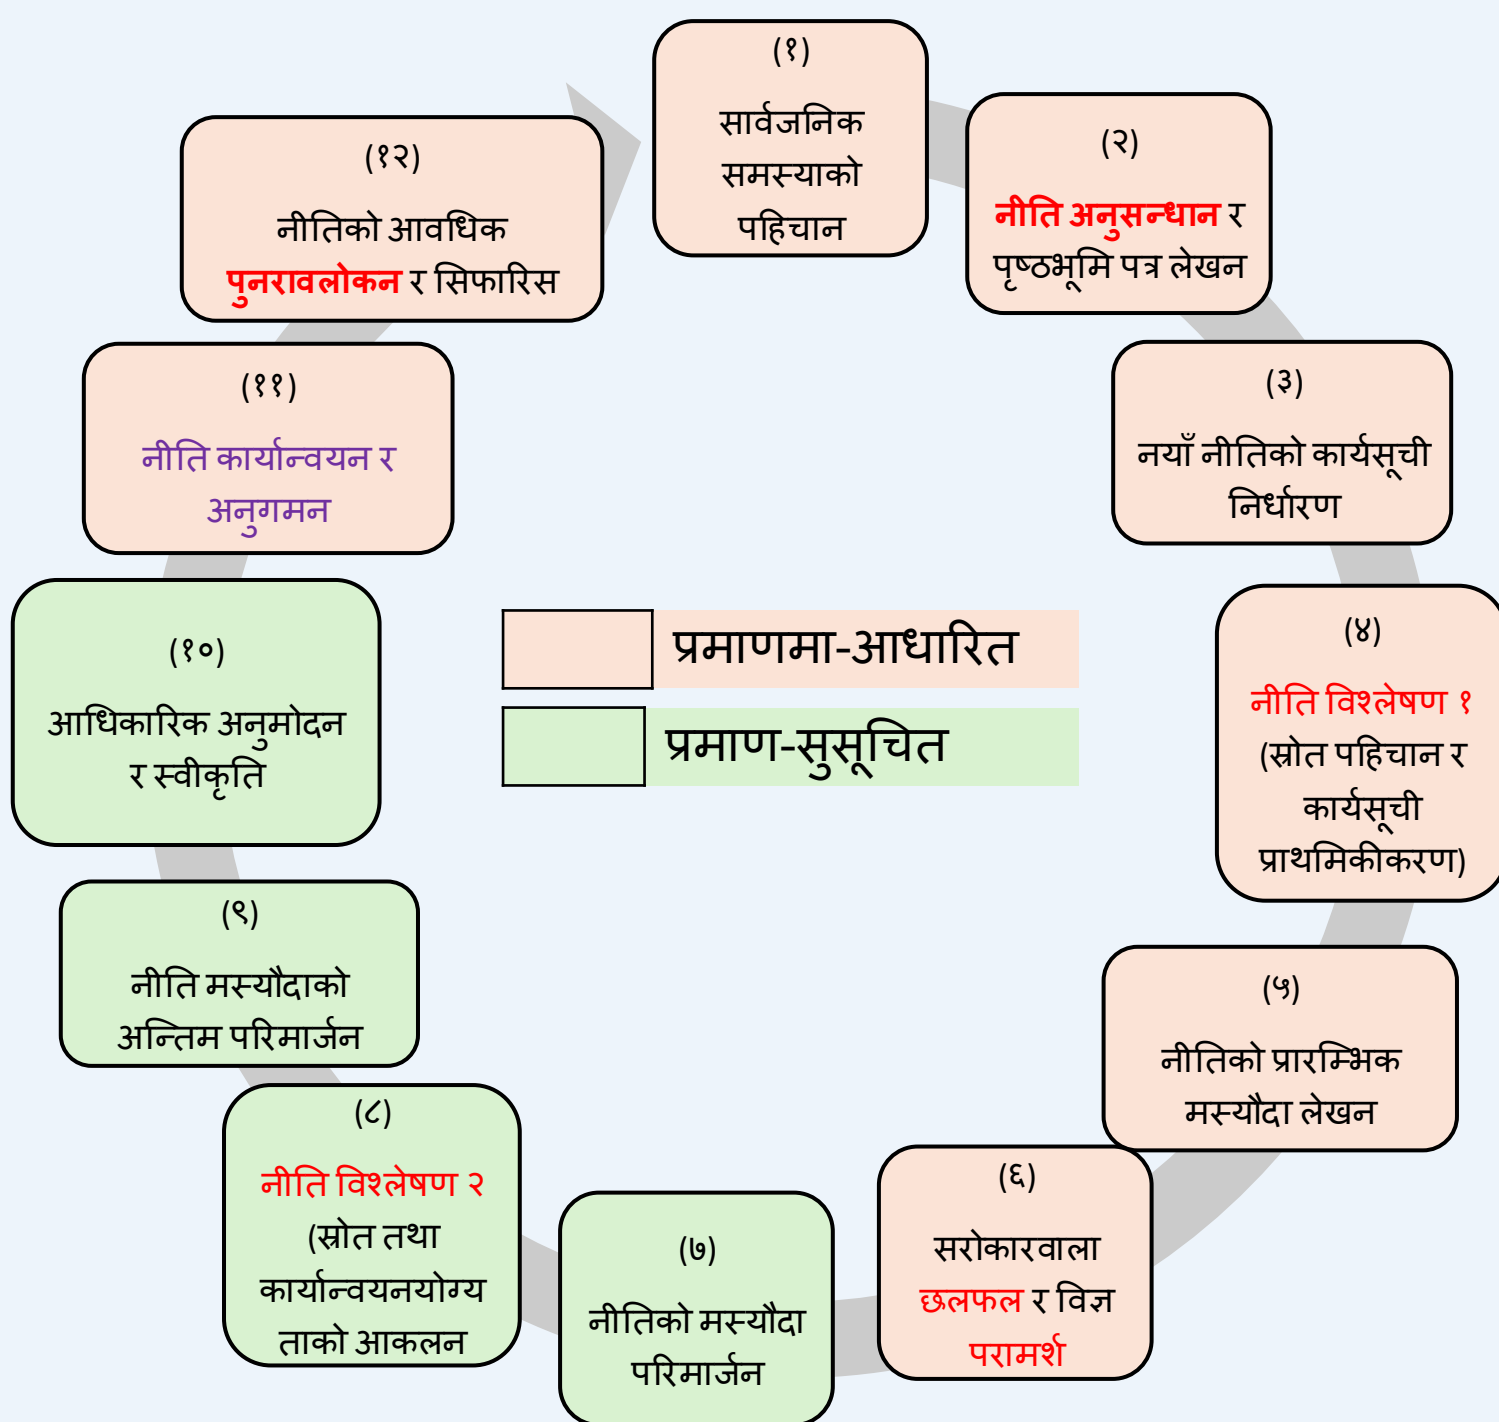 (१)
सार्वजनिक
समस्याको
पहिचान
(२)
नीति अनुसन्धान र
पृष्ठभूमि पत्र लेखन
(३)
नयाँ नीतिको कार्यसूची
निर्धारण
(४)
नीति विश्लेषण १
(स्रोत पहिचान र
कार्यसूची
प्राथमिकीकरण)
(५)
नीतिको प्रारम्भिक
मस्यौदा लेखन
(६)
सरोकारवाला
छलफल र विज्ञ
परामर्श
(७)
नीतिको मस्यौदा
परिमार्जन
(८)
नीति विश्लेषण २
(स्रोत तथा
कार्यान्वयनयोग्य
ताको आकलन
(९)
नीति मस्यौदाको
अन्तिम परिमार्जन
(१०)
आधिकारिक अनुमोदन
र स्वीकृति
(११)
नीति कार्यान्वयन र
अनुगमन
(१२)
नीतिको आवधिक
पुनरावलोकन र सिफारिस
प्रमाणमा-आधारित
प्रमाण-सुसूचित